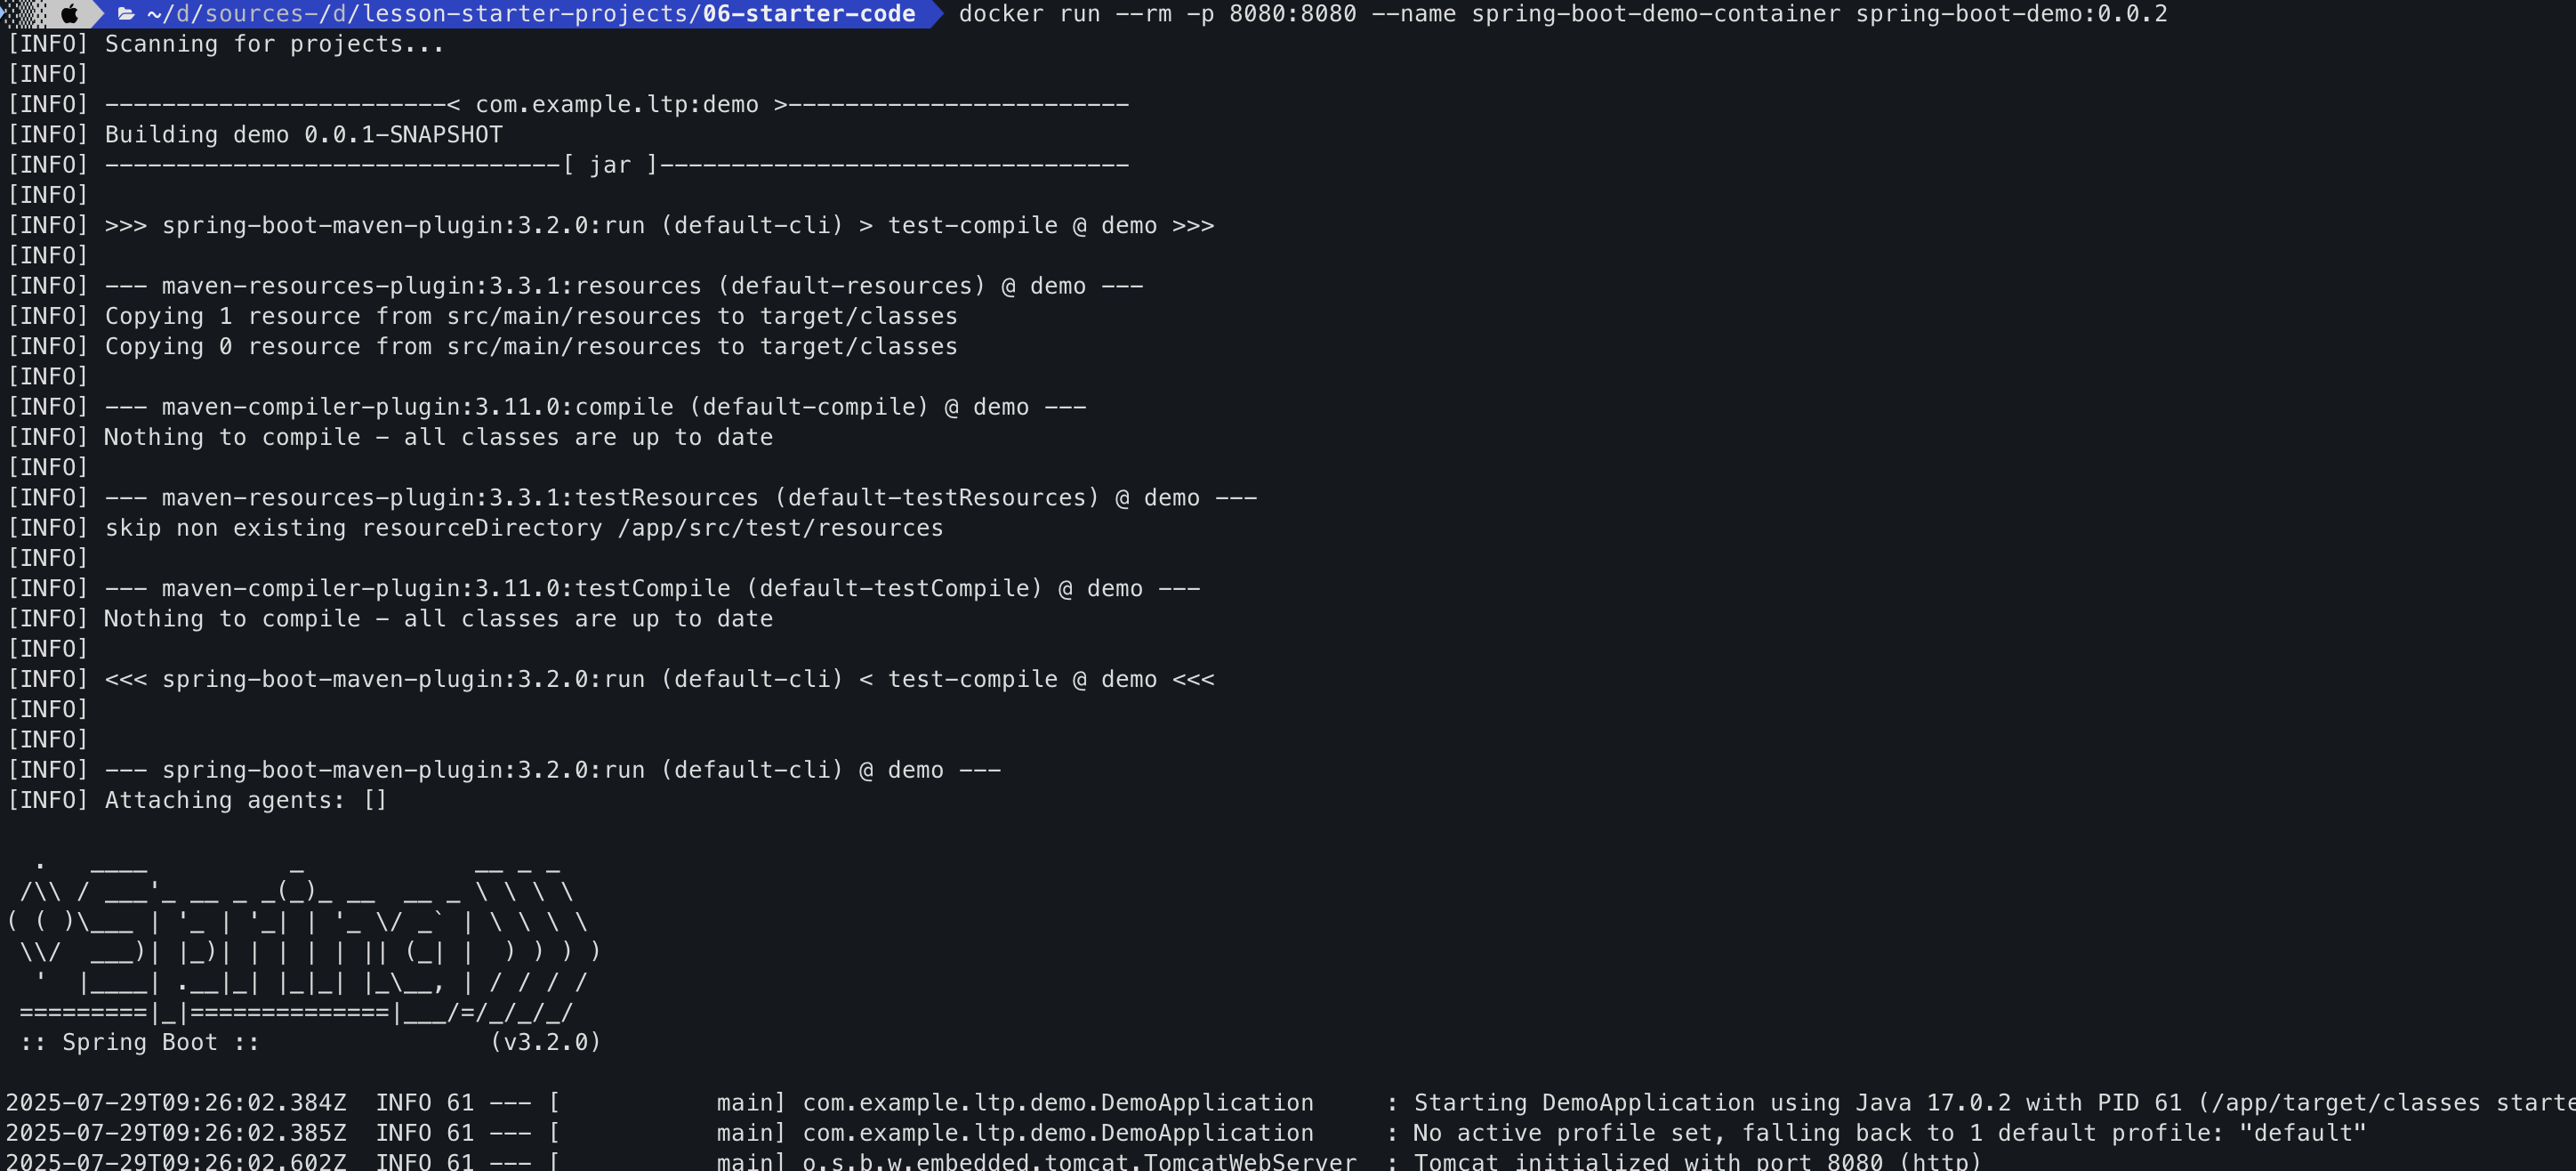 ~/d/sources-/d/lesson-starter-projects/06-starter-code docker run --rm -p 8080:8080 --name spring-boot-demo-container spring-boot-demo:0.0.2
[INFO] Scanning for projects...
[INFO]
[INFO] ------------------------< com.example.ltp:demo >------------------------
[INFO] Building demo 0.0.1-SNAPSHOT
[INFO] --------------------------------[ jar ]---------------------------------
[INFO]
[INFO] >>> spring-boot-maven-plugin:3.2.0:run (default-cli) > test-compile @ demo >>>
[INFO]
[INFO] --- maven-resources-plugin:3.3.1:resources (default-resources) @ demo ---
[INFO] Copying 1 resource from src/main/resources to target/classes
[INFO] Copying 0 resource from src/main/resources to target/classes
[INFO]
[INFO] --- maven-compiler-plugin:3.11.0:compile (default-compile) @ demo ---
[INFO] Nothing to compile - all classes are up to date
[INFO]
[INFO] --- maven-resources-plugin:3.3.1:testResources (default-testResources) @ demo ---
[INFO] skip non existing resourceDirectory /app/src/test/resources
[INFO]
[INFO] --- maven-compiler-plugin:3.11.0:testCompile (default-testCompile) @ demo ---
[INFO] Nothing to compile - all classes are up to date
[INFO]
[INFO] <<< spring-boot-maven-plugin:3.2.0:run (default-cli) < test-compile @ demo <<<
[INFO]
[INFO]
[INFO] --- spring-boot-maven-plugin:3.2.0:run (default-cli) @ demo ---
[INFO] Attaching agents: []
  .   ____          _            __ _ _
 /\\ / ___'_ __ _ _(_)_ __  __ _ \ \ \ \
( ( )\___ | '_ | '_| | '_ \/ _` | \ \ \ \
 \\/  ___)| |_)| | | | | || (_| |  ) ) ) )
  '  |____| .__|_| |_|_| |_\__, | / / / /
 =========|_|==============|___/=/_/_/_/
 :: Spring Boot ::                (v3.2.0)
2025-07-29T09:26:02.384Z  INFO 61 --- [           main] com.example.ltp.demo.DemoApplication     : Starting DemoApplication using Java 17.0.2 with PID 61 (/app/target/classes starte
2025-07-29T09:26:02.385Z  INFO 61 --- [           main] com.example.ltp.demo.DemoApplication     : No active profile set, falling back to 1 default profile: "default"
2025-07-29T09:26:02.602Z  INFO 61 --- [           main] o.s.b.w.embedded.tomcat.TomcatWebServer  : Tomcat initialized with port 8080 (http)